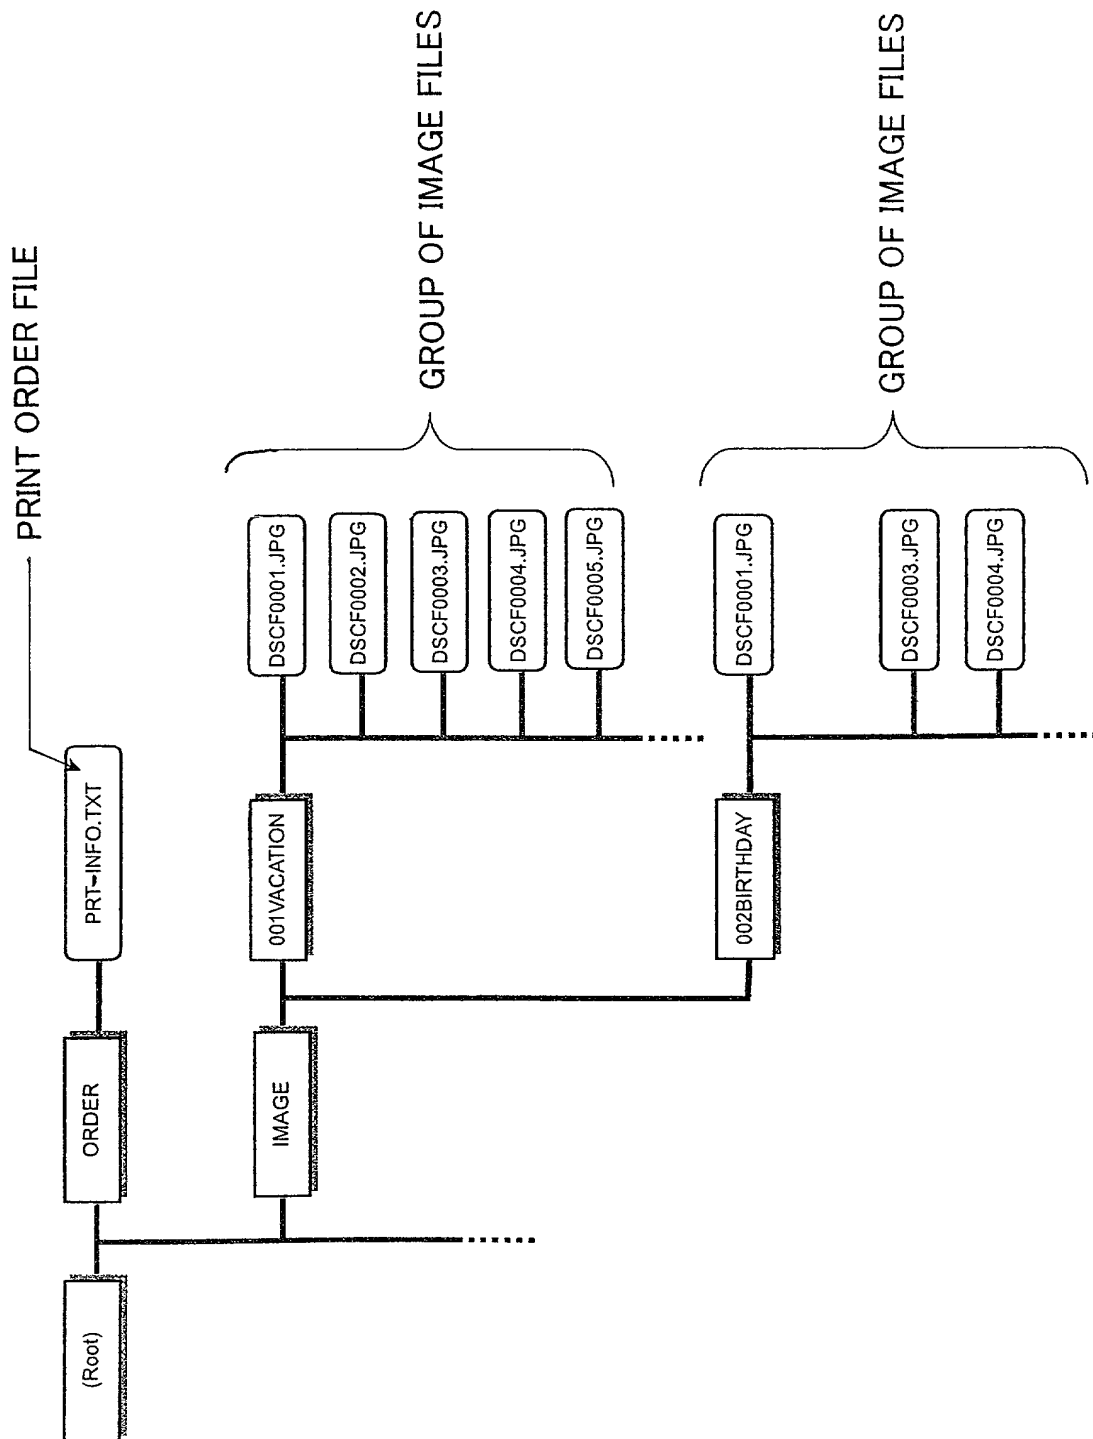 PRINT ORDER FILE
(Root)
ORDER
PRT-INFO.TXT
IMAGE
001VACATION
DSCF0001.JPG
DSCF0002.JPG
DSCF0003.JPG
DSCF0004.JPG
DSCF0005.JPG
GROUP OF IMAGE FILES
002BIRTHDAY
DSCF0001.JPG
DSCF0003.JPG
DSCF0004.JPG
GROUP OF IMAGE FILES